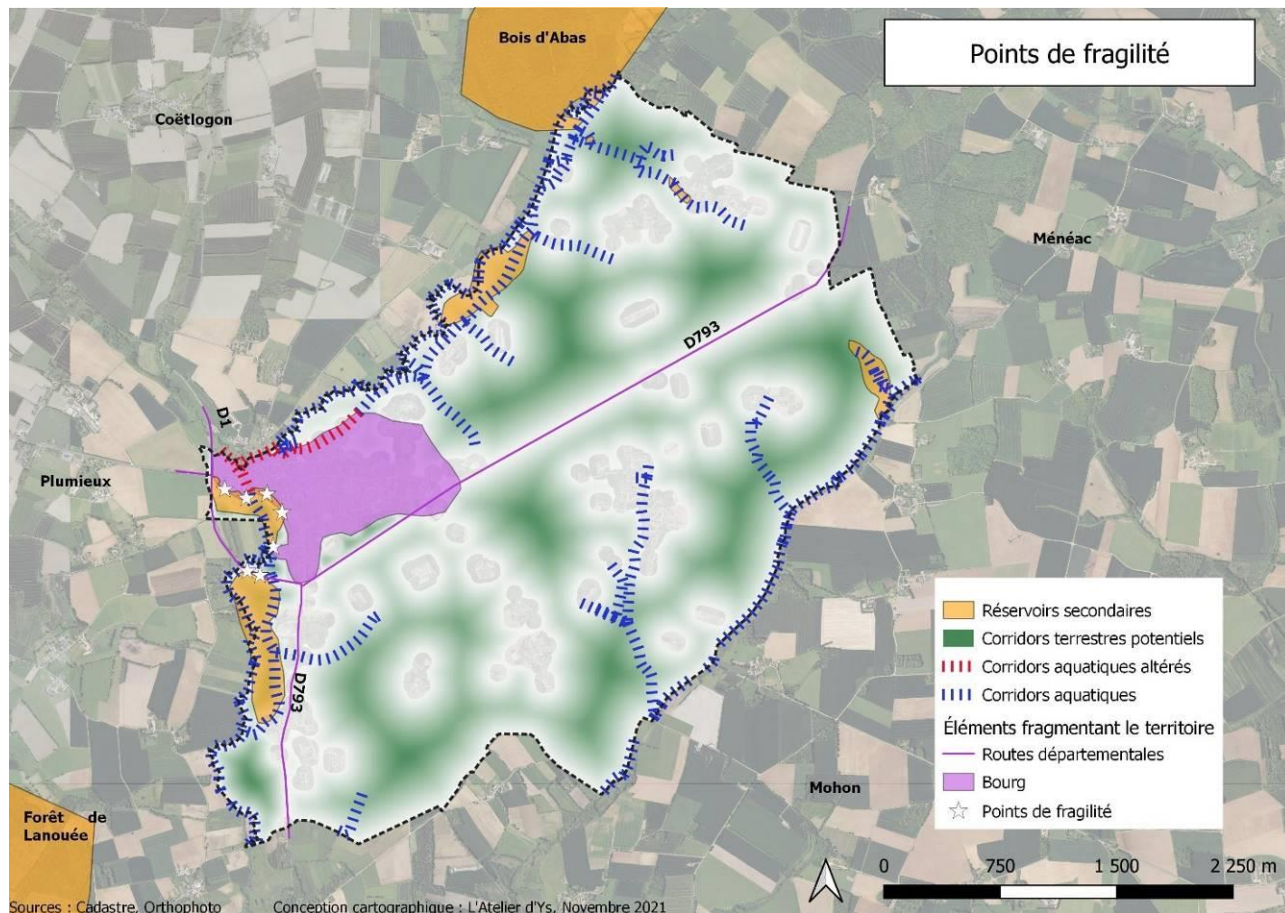 Points de fragilité
Bois d'Abas
Coëtlogon
Ménéac
D793
D1
Plumieux
D793
Mohon
Forêt de
Lanouée
Réservoirs secondaires
Corridors terrestres potentiels
Corridors aquatiques altérés
Corridors aquatiques
Éléments fragmentant le territoire
Routes départementales
Bourg
Points de fragilité
0 750 1 500 2 250 m
Sources : Cadastre, Orthophoto Conception cartographique : L'Atelier d'Ys, Novembre 2021